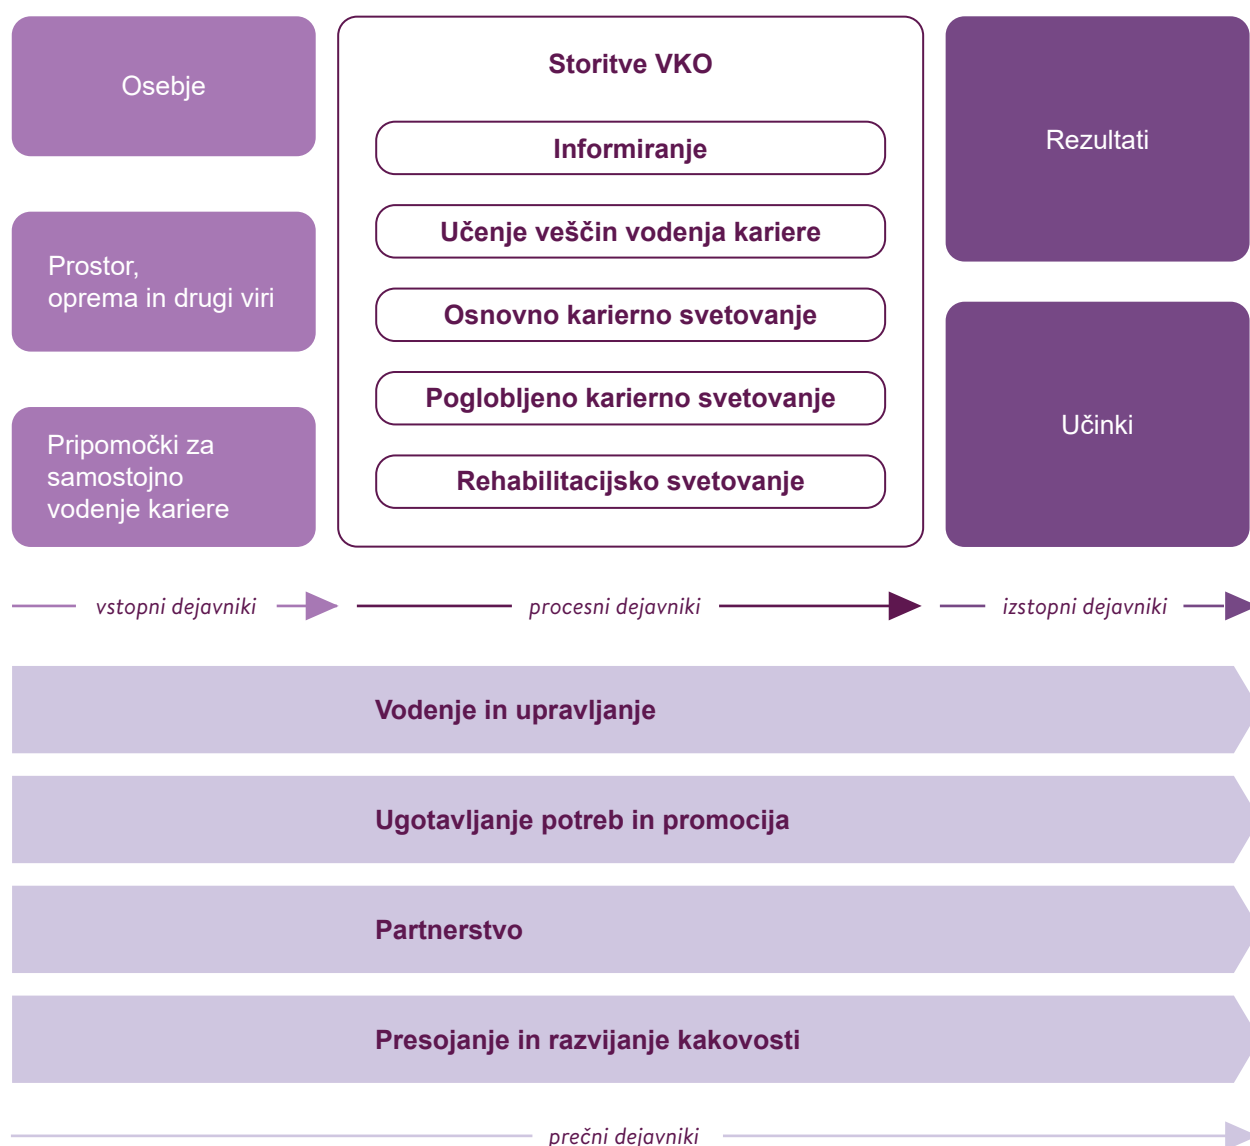 Osebje
Prostor,
oprema in drugi viri
Pripomočki za
samostojno
vodenje kariere
Storitve VKO
Informiranje
Učenje veščin vodenja kariere
Osnovno karierno svetovanje
Poglobljeno karierno svetovanje
Rehabilitacijsko svetovanje
Rezultati
Učinki
vstopni dejavniki
procesni dejavniki
izstopni dejavniki
Vodenje in upravljanje
Ugotavljanje potreb in promocija
Partnerstvo
Presojanje in razvijanje kakovosti
prečni dejavniki